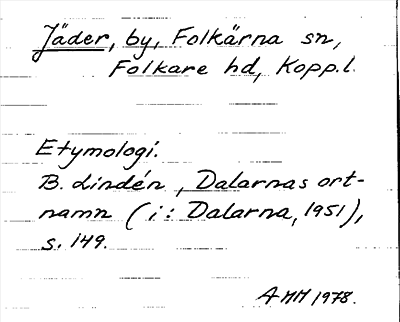 Jäder, by, Folkärna sn,
Folkare hd, Kopp.l.
Etymologi.
B. Lindén, Dalarnas ort-
namn (i: Dalarna, 1951),
s. 149.
AMM 1978.